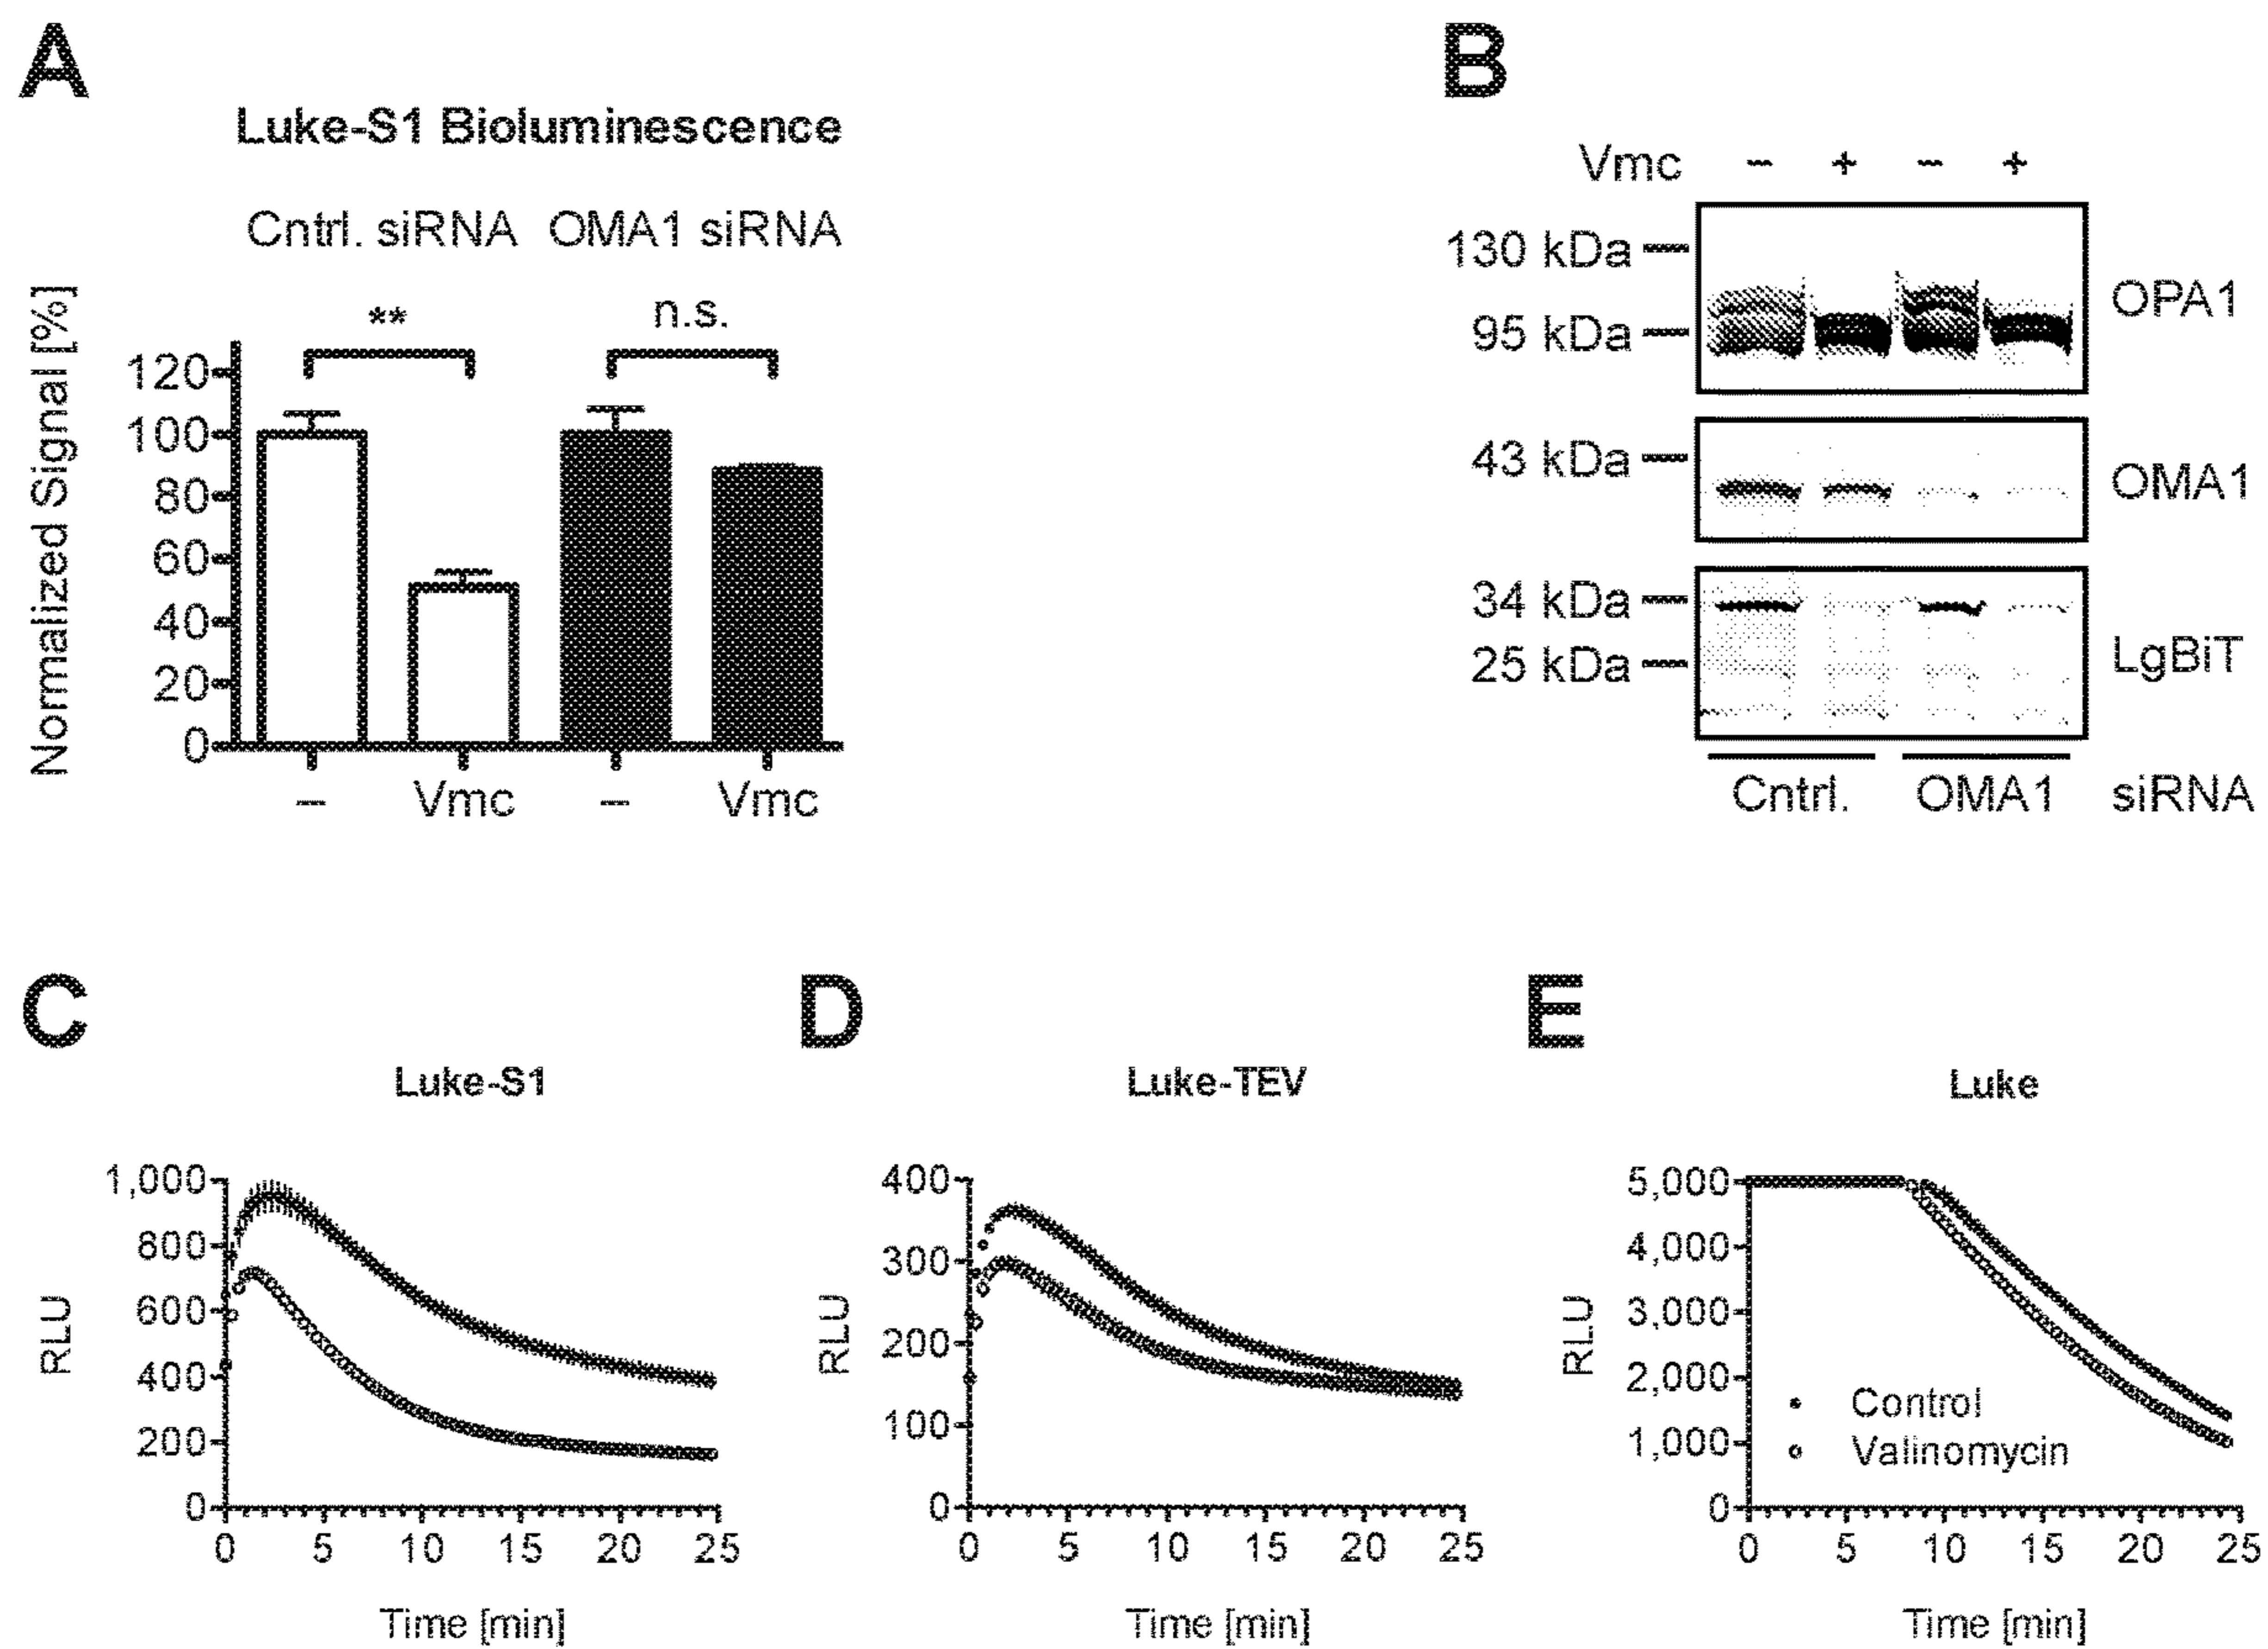 A
Luke-S1 Bioluminescence
Cntrl. siRNA OMA1 siRNA
** n.s.
Normalized Signal [%]
120
100
80
60
40
20
0
– Vmc – Vmc
B
Vmc – + – +
130 kDa
95 kDa
OPA1
43 kDa
OMA1
34 kDa
25 kDa
LgBiT
Cntrl. OMA1 siRNA
C
Luke-S1
RLU
1,000
800
600
400
200
0
0 5 10 15 20 25
Time [min]
D
Luke-TEV
RLU
400
300
200
100
0
0 5 10 15 20 25
Time [min]
E
Luke
RLU
5,000
4,000
3,000
2,000
1,000
0
Control
Valinomycin
0 5 10 15 20 25
Time [min]